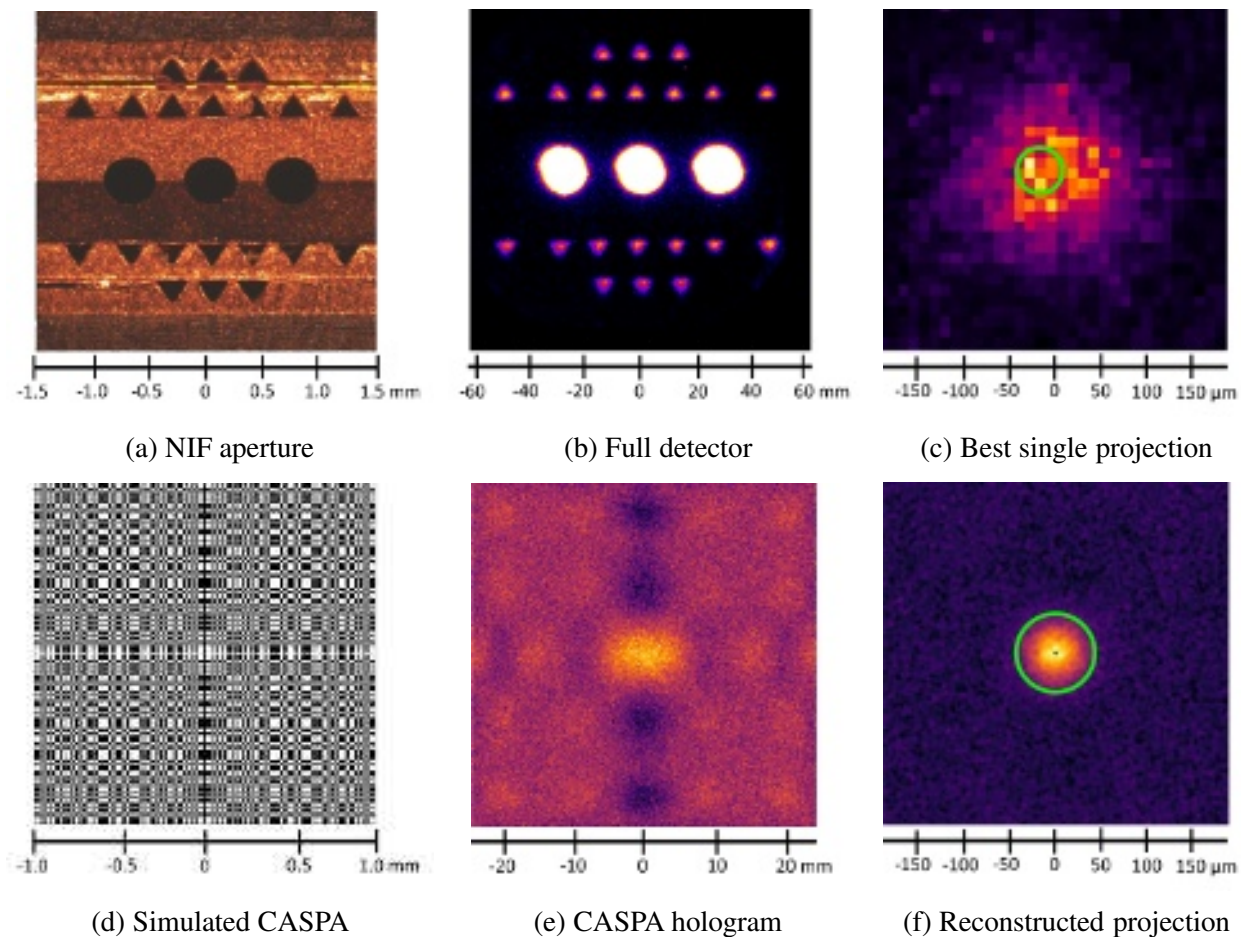 -1.5 -1.0 -0.5 0 0.5 1.0 1.5 mm
-60 -40 -20 0 20 40 60 mm
-150 -100 -50 0 50 100 150 µm
(a) NIF aperture
(b) Full detector
(c) Best single projection
-1.0 -0.5 0 0.5 1.0 mm
-20 -10 0 10 20 mm
-150 -100 -50 0 50 100 150 µm
(d) Simulated CASPA
(e) CASPA hologram
(f) Reconstructed projection